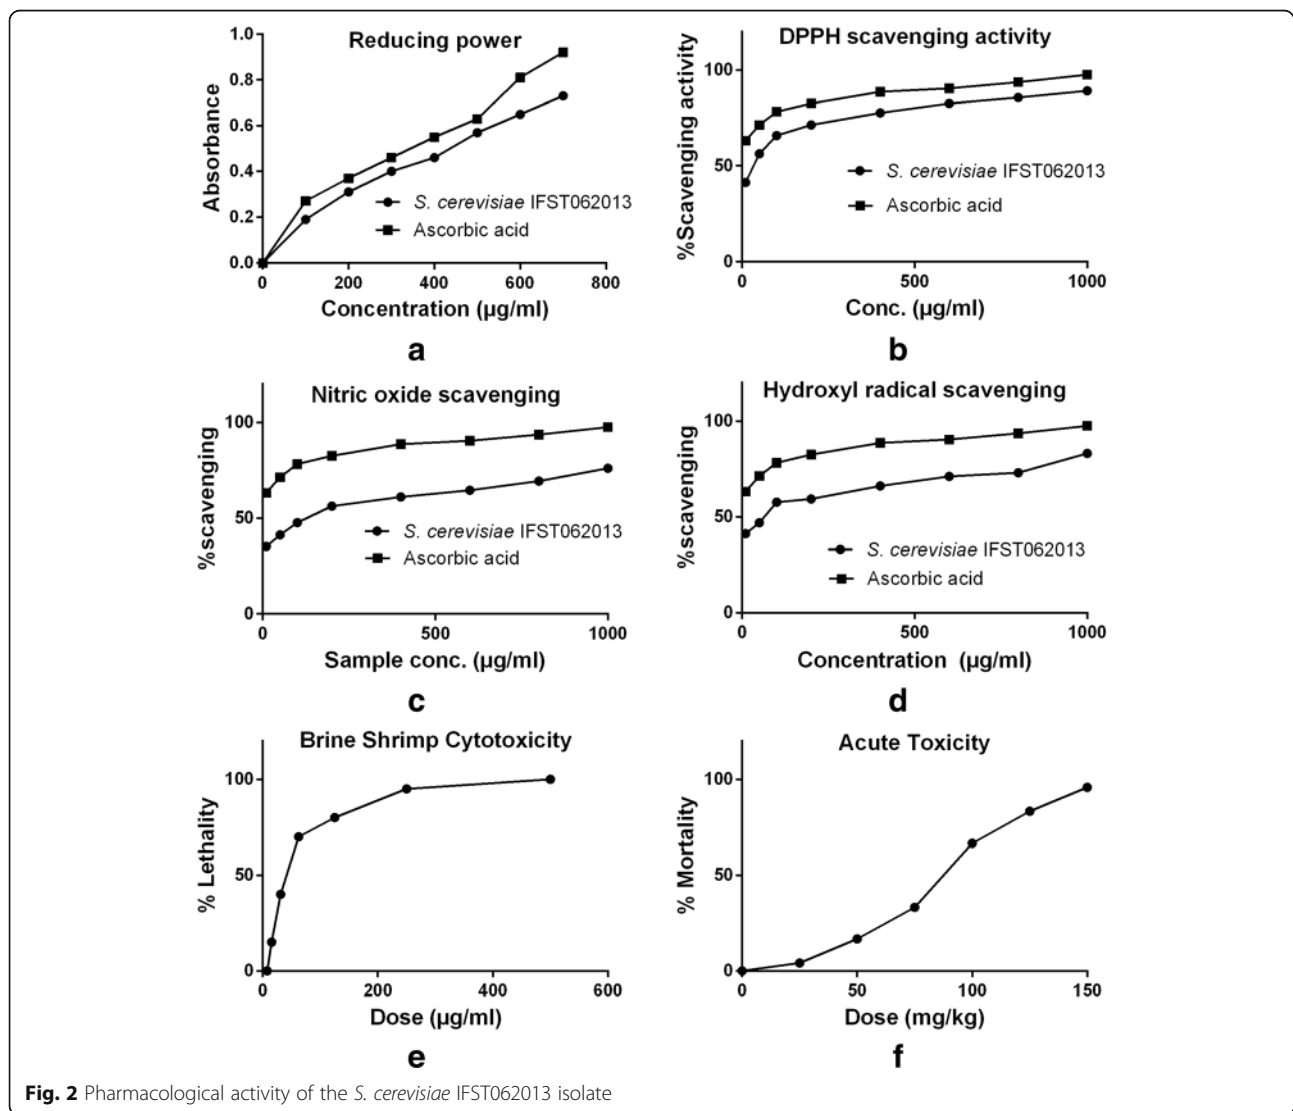 Reducing power
1.0
0.8
0.6
0.4
0.2
0.0
Absorbance
S. cerevisiae IFST062013
Ascorbic acid
0 200 400 600 800
Concentration (µg/ml)
a
DPPH scavenging activity
100
50
0
%Scavenging activity
S. cerevisiae IFST062013
Ascorbic acid
0 500 1000
Conc. (µg/ml)
b
Nitric oxide scavenging
100
50
0
%scavenging
S. cerevisiae IFST062013
Ascorbic acid
0 500 1000
Sample conc. (µg/ml)
c
Hydroxyl radical scavenging
100
50
0
%scavenging
S. cerevisiae IFST062013
Ascorbic acid
0 500 1000
Concentration (µg/ml)
d
Brine Shrimp Cytotoxicity
100
50
0
% Lethality
0 200 400 600
Dose (µg/ml)
e
Acute Toxicity
100
50
0
% Mortality
0 50 100 150
Dose (mg/kg)
f
Fig. 2 Pharmacological activity of the S. cerevisiae IFST062013 isolate